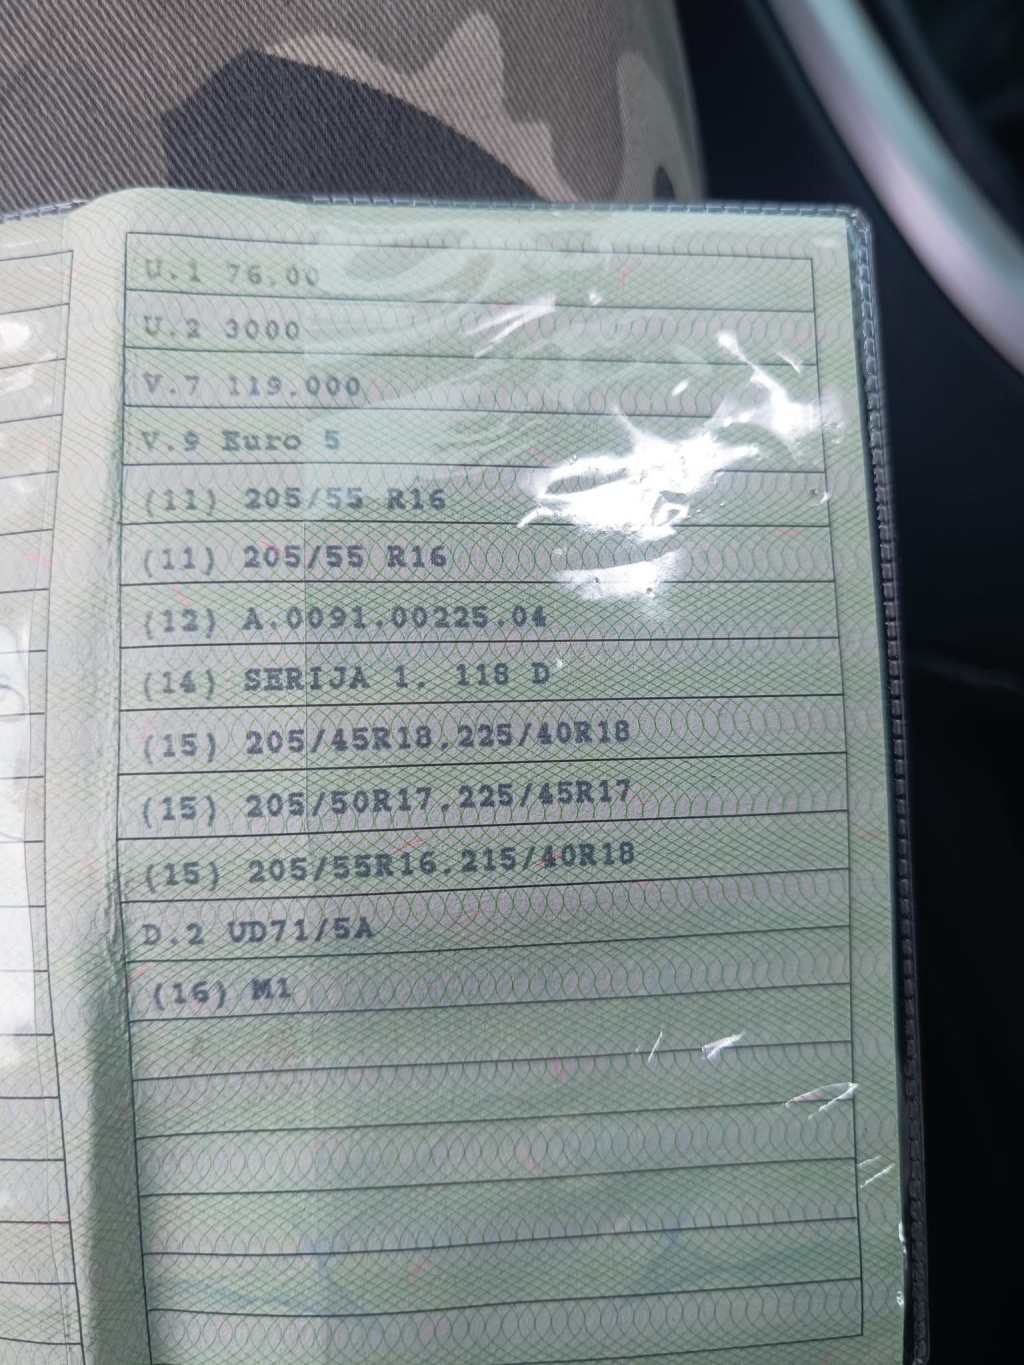 U.1 76,00
U.2 3000
V.7 119,000
V.9 Euro 5
(11) 205/55 R16
(11) 205/55 R16
(12) A.0091.00225.04
(14) SERIJA 1, 118 D
(15) 205/45R18,225/40R18
(15) 205/50R17,225/45R17
(15) 205/55R16,215/40R18
D.2 UD71/5A
(16) M1